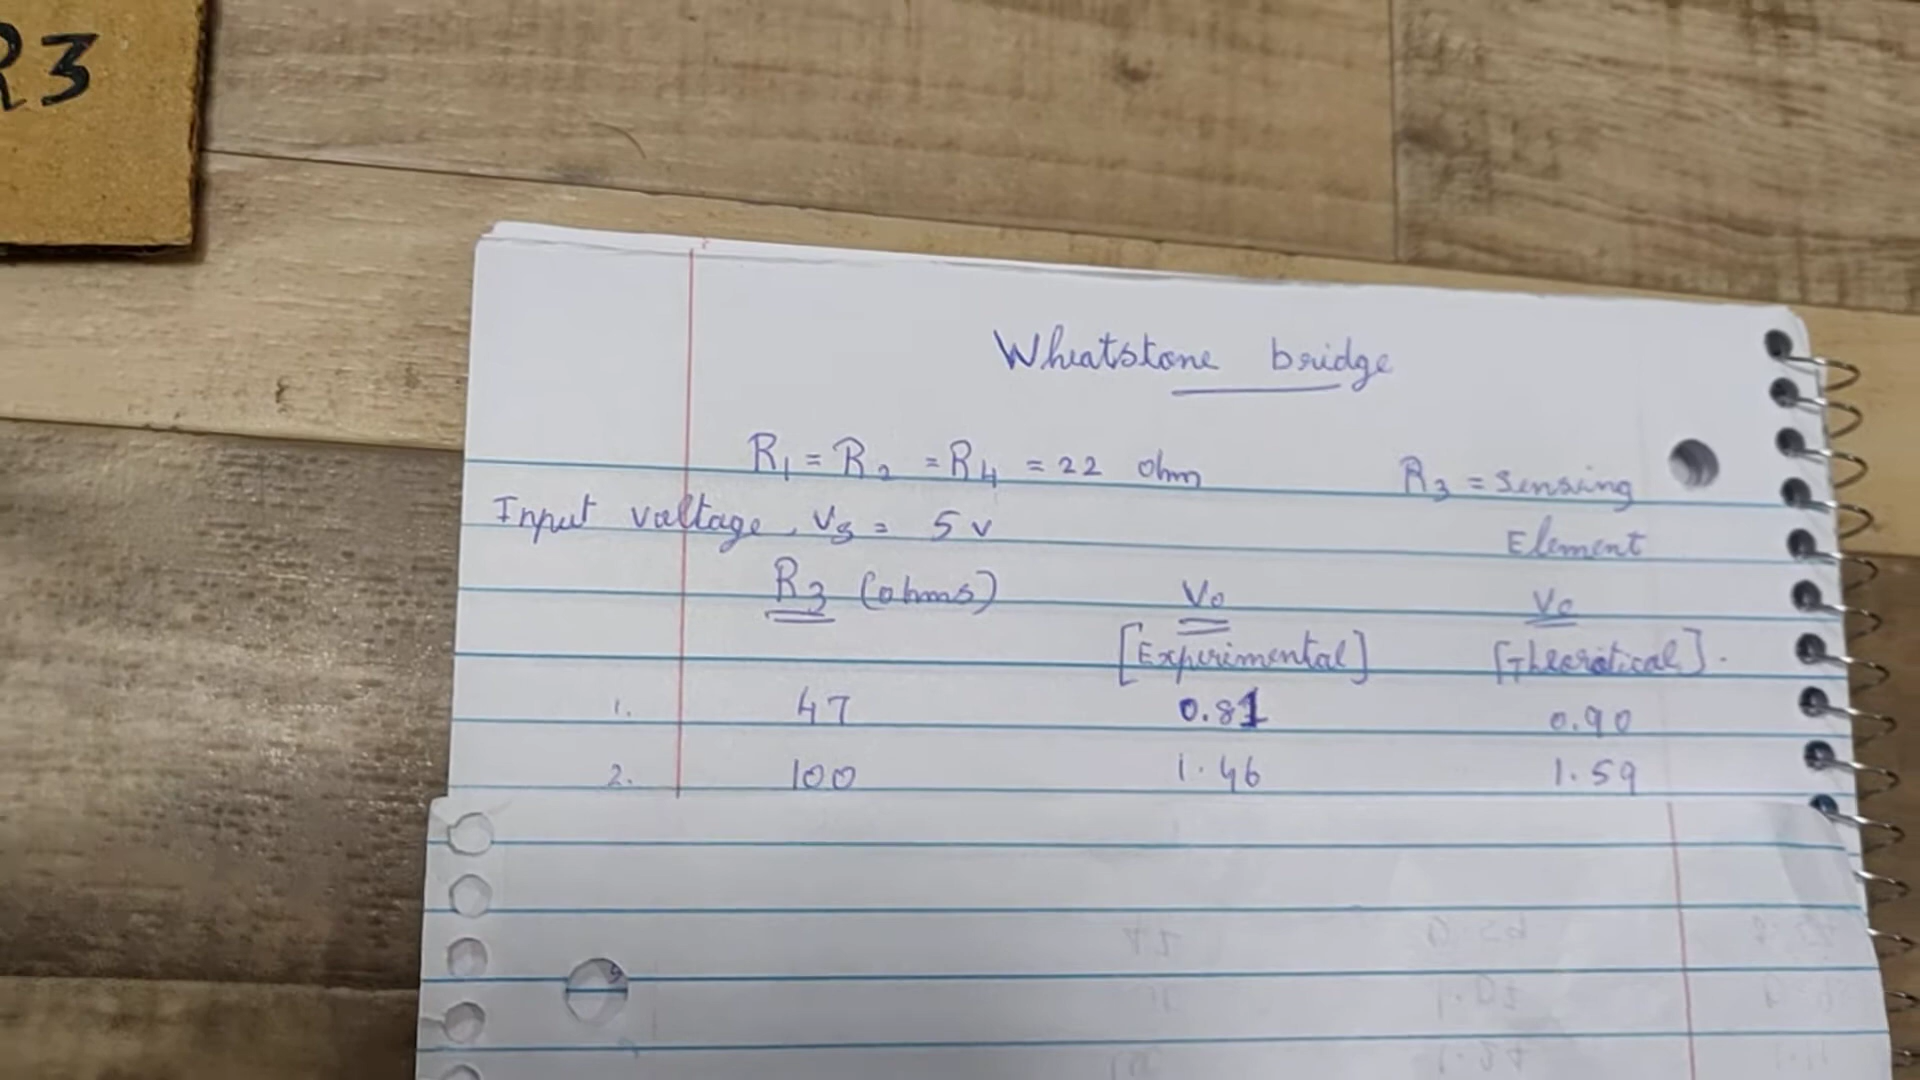 R3
Wheatstone bridge
R1 = R2 = R4 = 22 ohm R3 = Sensing
Input voltage, Vs = 5 v Element
R3 (ohms) Vo Vo
[Experimental] [Theoritical].
1. 47 0.81 0.90
2. 100 1.46 1.59